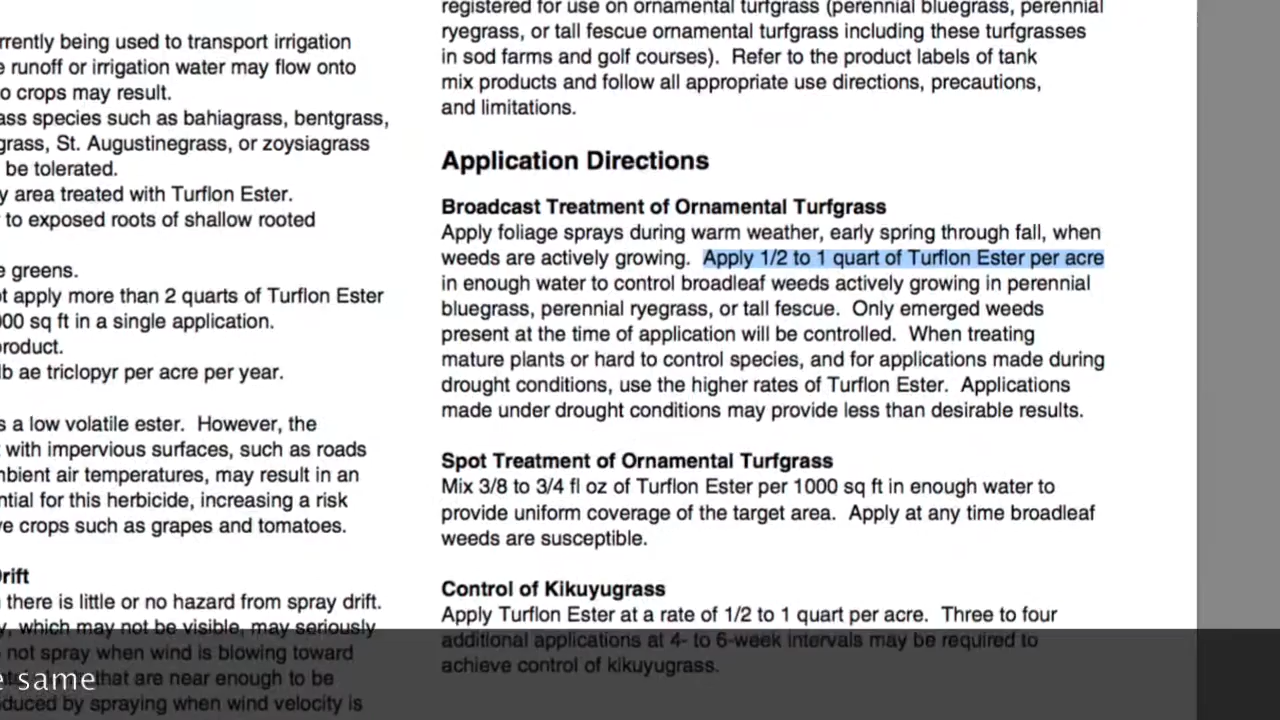 rrently being used to transport irrigation
e runoff or irrigation water may flow onto
o crops may result.
ass species such as bahiagrass, bentgrass,
grass, St. Augustinegrass, or zoysiagrass
be tolerated.
y area treated with Turflon Ester.
to exposed roots of shallow rooted
e greens.
ot apply more than 2 quarts of Turflon Ester
000 sq ft in a single application.
product.
lb ae triclopyr per acre per year.
s a low volatile ester. However, the
t with impervious surfaces, such as roads
mbient air temperatures, may result in an
ntial for this herbicide, increasing a risk
ve crops such as grapes and tomatoes.
Drift
there is little or no hazard from spray drift.
y, which may not be visible, may seriously
not spray when wind is blowing toward
that are near enough to be
duced by spraying when wind velocity is
registered for use on ornamental turfgrass (perennial bluegrass, perennial
ryegrass, or tall fescue ornamental turfgrass including these turfgrasses
in sod farms and golf courses). Refer to the product labels of tank
mix products and follow all appropriate use directions, precautions,
and limitations.
Application Directions
Broadcast Treatment of Ornamental Turfgrass
Apply foliage sprays during warm weather, early spring through fall, when
weeds are actively growing. Apply 1/2 to 1 quart of Turflon Ester per acre
in enough water to control broadleaf weeds actively growing in perennial
bluegrass, perennial ryegrass, or tall fescue. Only emerged weeds
present at the time of application will be controlled. When treating
mature plants or hard to control species, and for applications made during
drought conditions, use the higher rates of Turflon Ester. Applications
made under drought conditions may provide less than desirable results.
Spot Treatment of Ornamental Turfgrass
Mix 3/8 to 3/4 fl oz of Turflon Ester per 1000 sq ft in enough water to
provide uniform coverage of the target area. Apply at any time broadleaf
weeds are susceptible.
Control of Kikuyugrass
Apply Turflon Ester at a rate of 1/2 to 1 quart per acre. Three to four
additional applications at 4- to 6-week intervals may be required to
achieve control of kikuyugrass.
e same